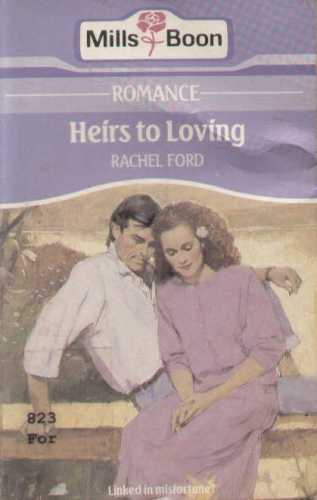 Mills & Boon
ROMANCE
Heirs to Loving
RACHEL FORD
823
For
Linked in misfortune?